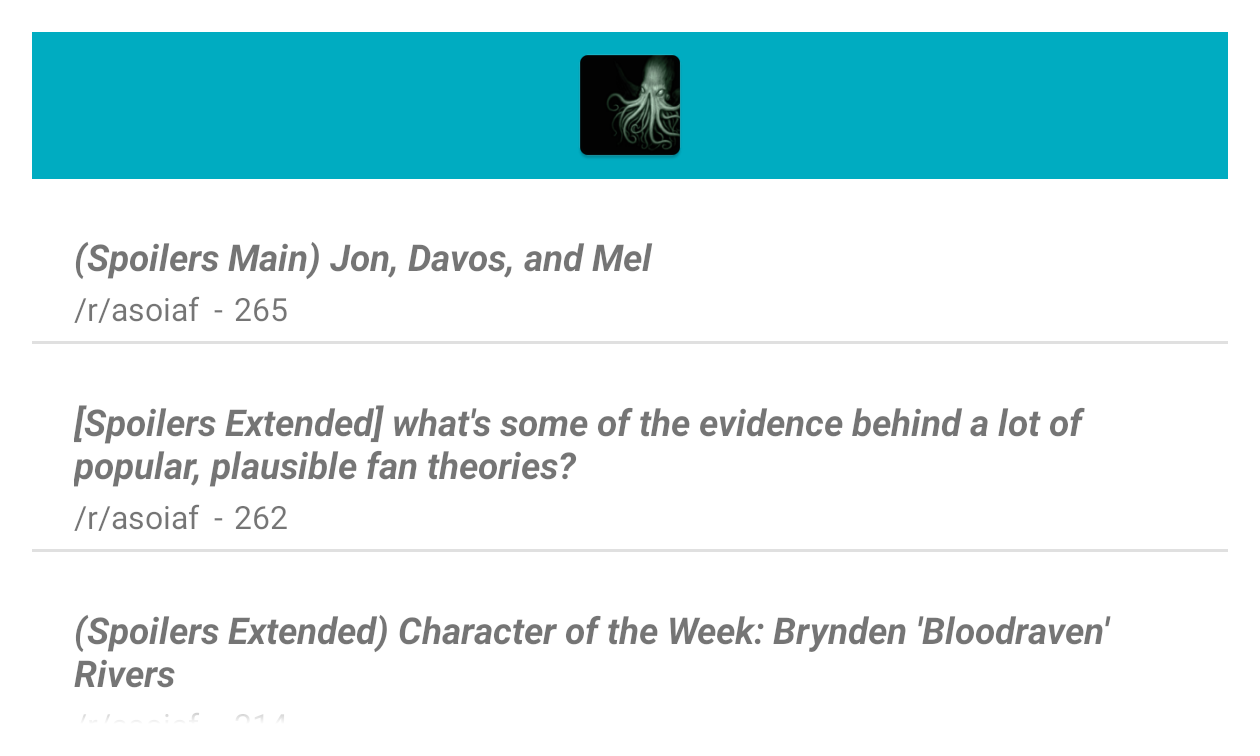 (Spoilers Main) Jon, Davos, and Mel
/r/asoiaf - 265
[Spoilers Extended] what's some of the evidence behind a lot of
popular, plausible fan theories?
/r/asoiaf - 262
(Spoilers Extended) Character of the Week: Brynden 'Bloodraven'
Rivers